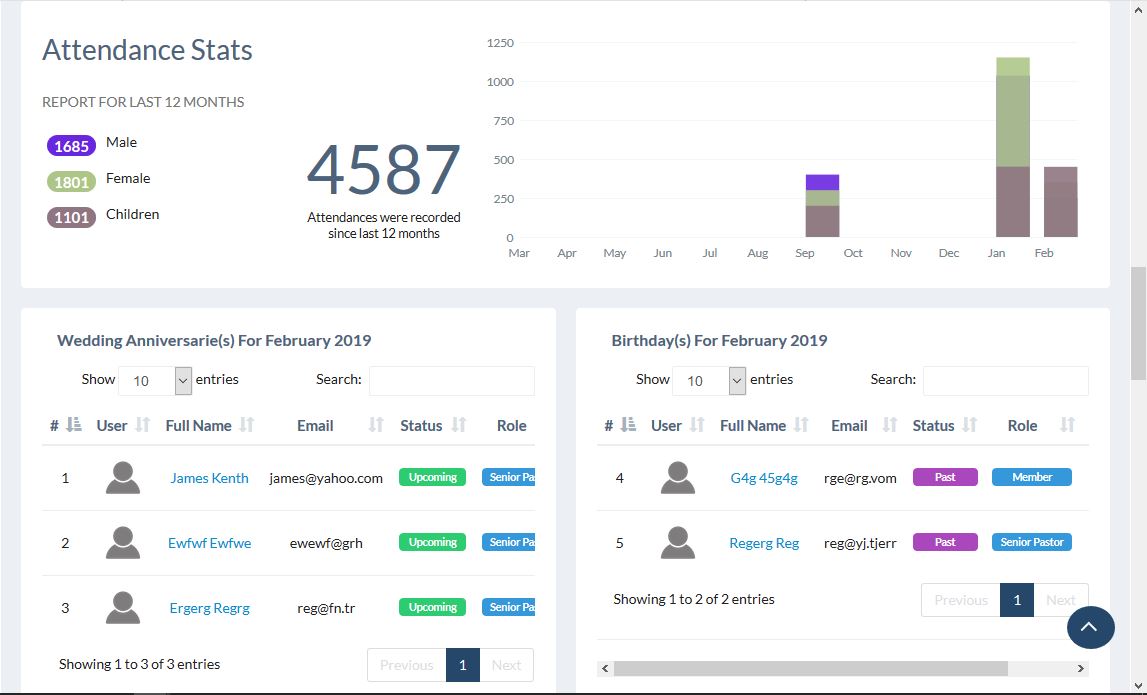 Attendance Stats
REPORT FOR LAST 12 MONTHS
1685 Male
1801 Female
1101 Children
4587
Attendances were recorded
since last 12 months
1250
1000
750
500
250
0
Mar Apr May Jun Jul Aug Sep Oct Nov Dec Jan Feb
Wedding Anniversarie(s) For February 2019
Show 10 entries Search:
# User Full Name Email Status Role
1 James Kenth james@yahoo.com Upcoming Senior Pa
2 Ewfwf Ewfwe ewewf@grh Upcoming Senior Pa
3 Ergerg Regrg reg@fn.tr Upcoming Senior Pa
Showing 1 to 3 of 3 entries
Previous 1 Next
Birthday(s) For February 2019
Show 10 entries Search:
# User Full Name Email Status Role
4 G4g 45g4g rge@rg.vom Past Member
5 Regerg Reg reg@yj.tjerr Past Senior Pastor
Showing 1 to 2 of 2 entries
Previous 1 Next